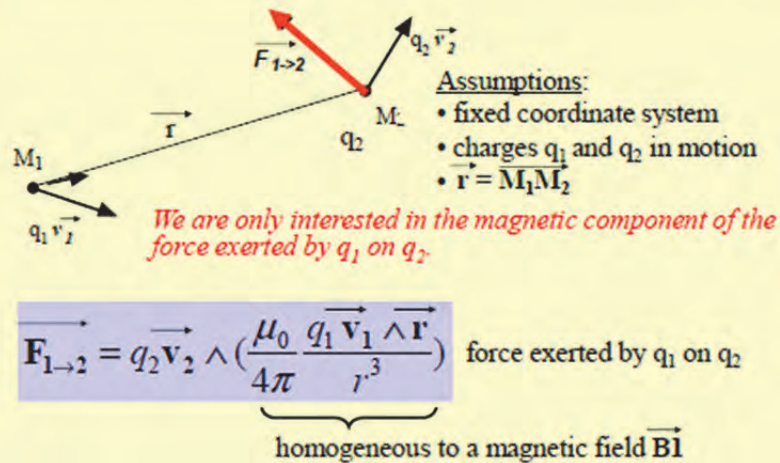 F₁₋>₂
q₂ v₂
Assumptions:
• fixed coordinate system
r
M₂
q₂
• charges q₁ and q₂ in motion
M₁
• r = M₁M₂
q₁ v₁
We are only interested in the magnetic component of the
force exerted by q₁ on q₂.
F₁→₂ = q₂v₂ ∧ (μ₀/4π q₁v₁ ∧ r/r³) force exerted by q₁ on q₂
homogeneous to a magnetic field B1